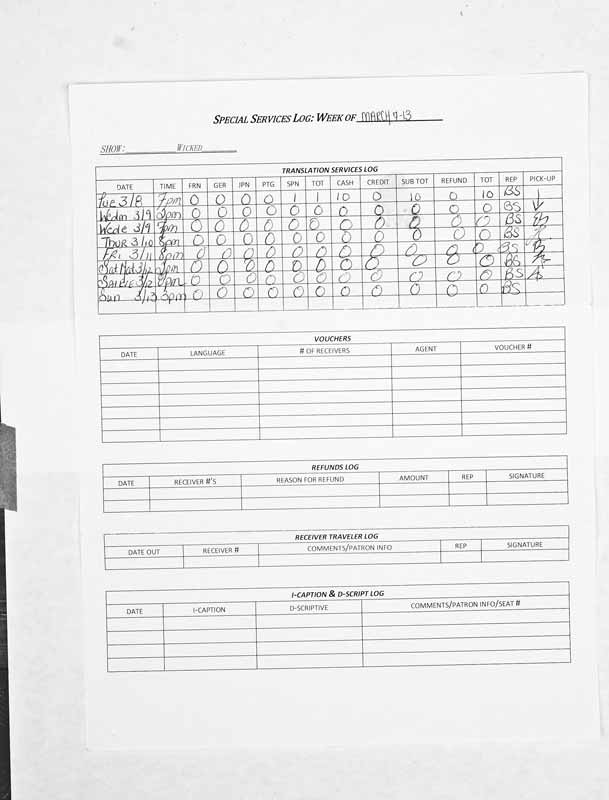 SPECIAL SERVICES LOG: WEEK OF MARCH 7-13
SHOW: WICKED
TRANSLATION SERVICES LOG
DATE TIME FRN GER JPN PTG SPN TOT CASH CREDIT SUB TOT REFUND TOT REP PICK-UP
Tue 3/8 7pm 0 0 0 0 1 1 10 0 10 0 10 BS
Wedm 3/9 2pm 0 0 0 0 0 0 0 0 0 0 0 BS
Wede 3/9 7pm 0 0 0 0 0 0 0 0 0 0 0 BS
THUR 3/10 8pm 0 0 0 0 0 0 0 0 0 0 0 BS
FRI 3/11 8pm 0 0 0 0 0 0 0 0 0 0 0 BS
Sat Mat 3/12 2pm 0 0 0 0 0 0 0 0 0 0 BS
3/12 8pm 0 0 0 0 0 0 0 0 0 0 0 BS
Sun 3/13 3pm 0 0 0 0 0 0 0 0 0 0 0 BS
VOUCHERS
DATE LANGUAGE # OF RECEIVERS AGENT VOUCHER #
REFUNDS LOG
DATE RECEIVER #'S REASON FOR REFUND AMOUNT REP SIGNATURE
RECEIVER TRAVELER LOG
DATE OUT RECEIVER # COMMENTS/PATRON INFO REP SIGNATURE
I-CAPTION & D-SCRIPT LOG
DATE I-CAPTION D-SCRIPTIVE COMMENTS/PATRON INFO/SEAT #